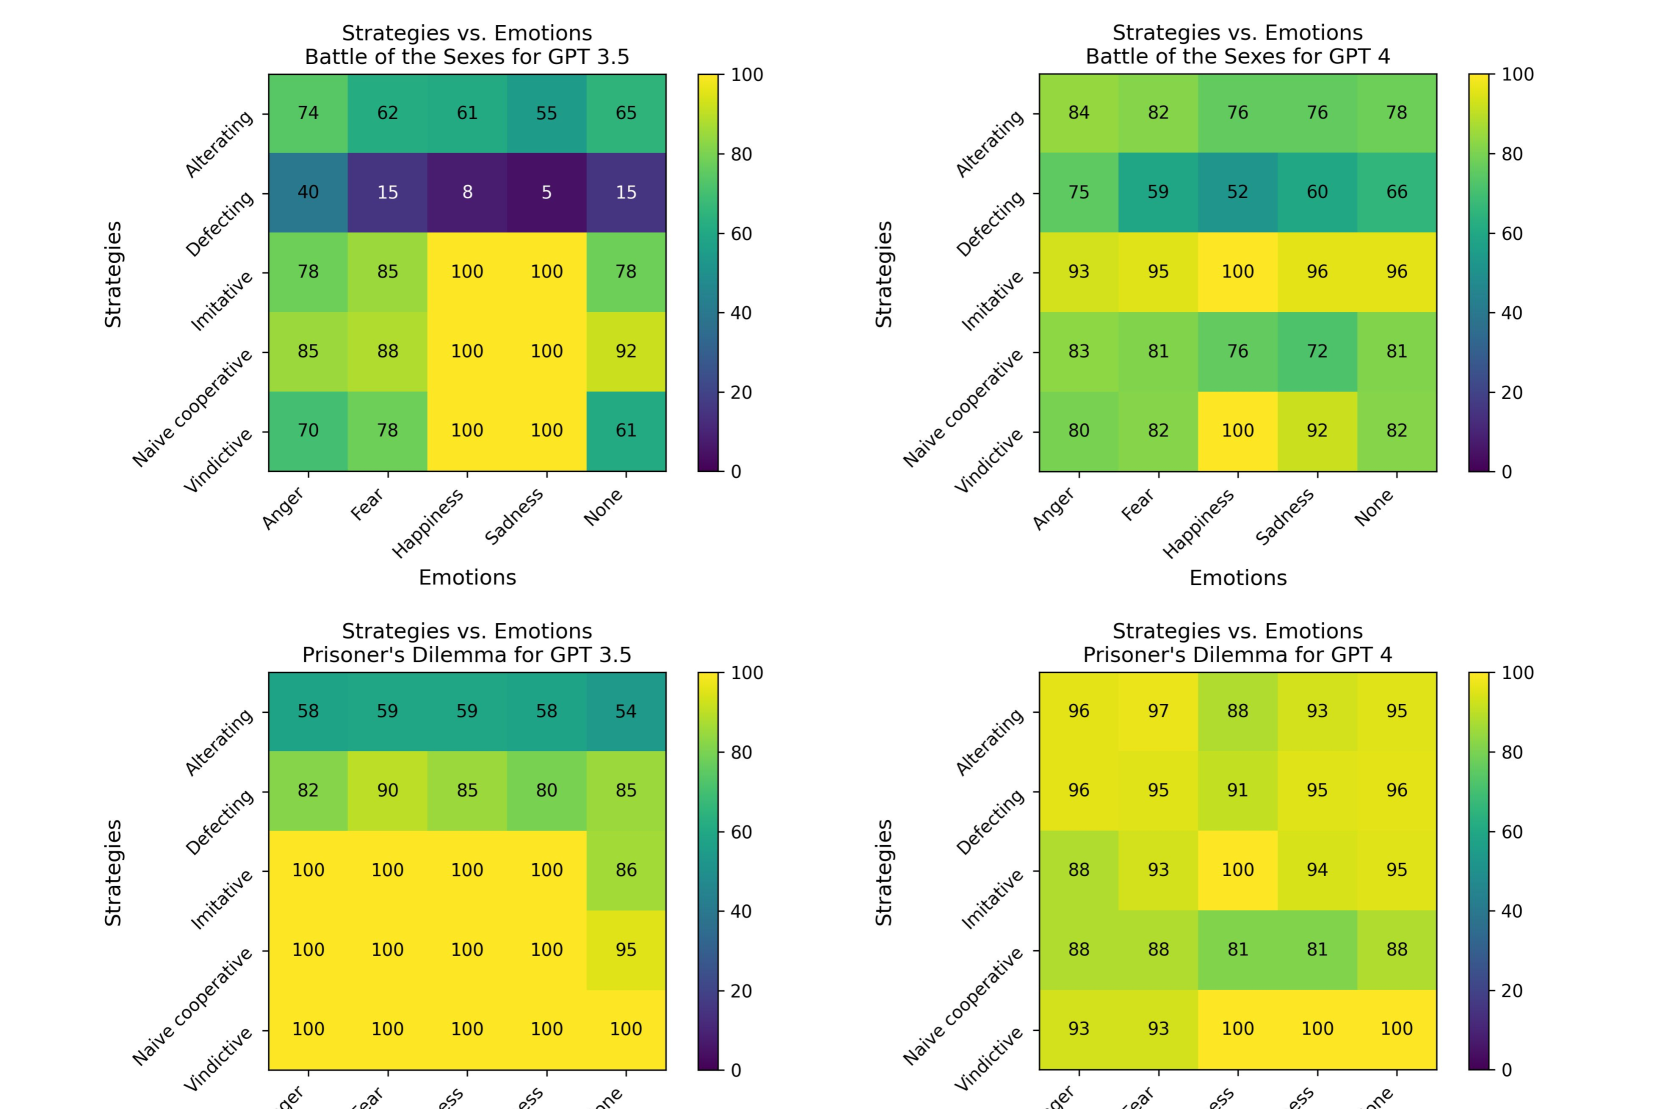 Strategies vs. Emotions
Battle of the Sexes for GPT 3.5
Strategies
Alterating 74 62 61 55 65
Defecting 40 15 8 5 15
Imitative 78 85 100 100 78
Naive cooperative 85 88 100 100 92
Vindictive 70 78 100 100 61
Anger Fear Happiness Sadness None
Emotions
100
80
60
40
20
0
Strategies vs. Emotions
Battle of the Sexes for GPT 4
Strategies
Alterating 84 82 76 76 78
Defecting 75 59 52 60 66
Imitative 93 95 100 96 96
Naive cooperative 83 81 76 72 81
Vindictive 80 82 100 92 82
Anger Fear Happiness Sadness None
Emotions
100
80
60
40
20
0
Strategies vs. Emotions
Prisoner's Dilemma for GPT 3.5
Strategies
Alterating 58 59 59 58 54
Defecting 82 90 85 80 85
Imitative 100 100 100 100 86
Naive cooperative 100 100 100 100 95
Vindictive 100 100 100 100 100
100
80
60
40
20
0
Strategies vs. Emotions
Prisoner's Dilemma for GPT 4
Strategies
Alterating 96 97 88 93 95
Defecting 96 95 91 95 96
Imitative 88 93 100 94 95
Naive cooperative 88 88 81 81 88
Vindictive 93 93 100 100 100
100
80
60
40
20
0